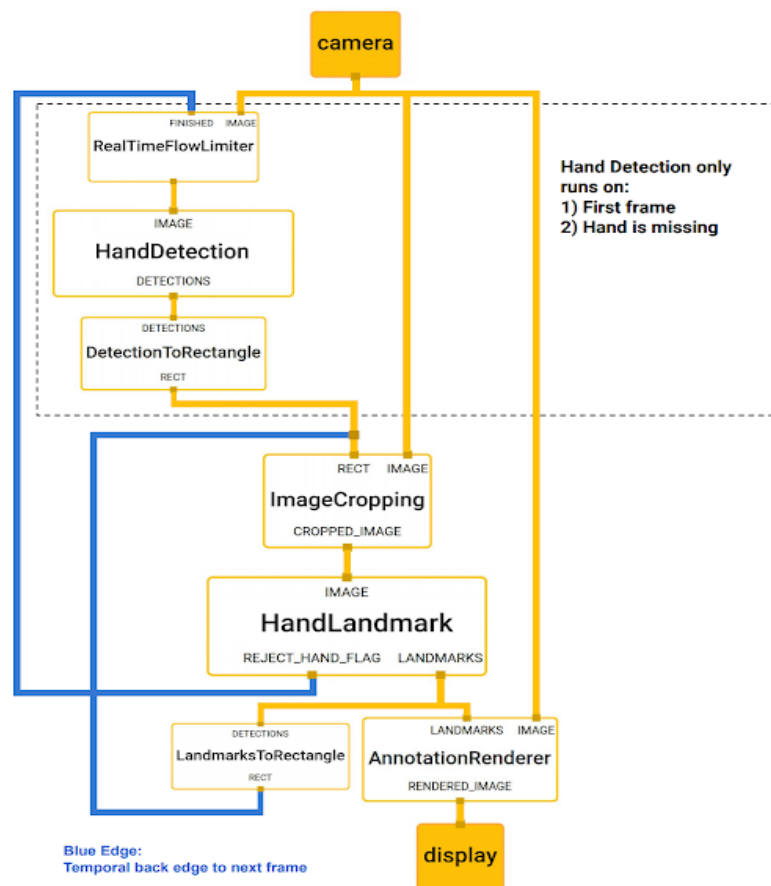 camera
FINISHED IMAGE
RealTimeFlowLimiter
Hand Detection only
runs on:
1) First frame
2) Hand is missing
IMAGE
HandDetection
DETECTIONS
DETECTIONS
DetectionToRectangle
RECT
RECT IMAGE
ImageCropping
CROPPED_IMAGE
IMAGE
HandLandmark
REJECT_HAND_FLAG LANDMARKS
DETECTIONS
LandmarksToRectangle
RECT
LANDMARKS IMAGE
AnnotationRenderer
RENDERED_IMAGE
display
Blue Edge:
Temporal back edge to next frame